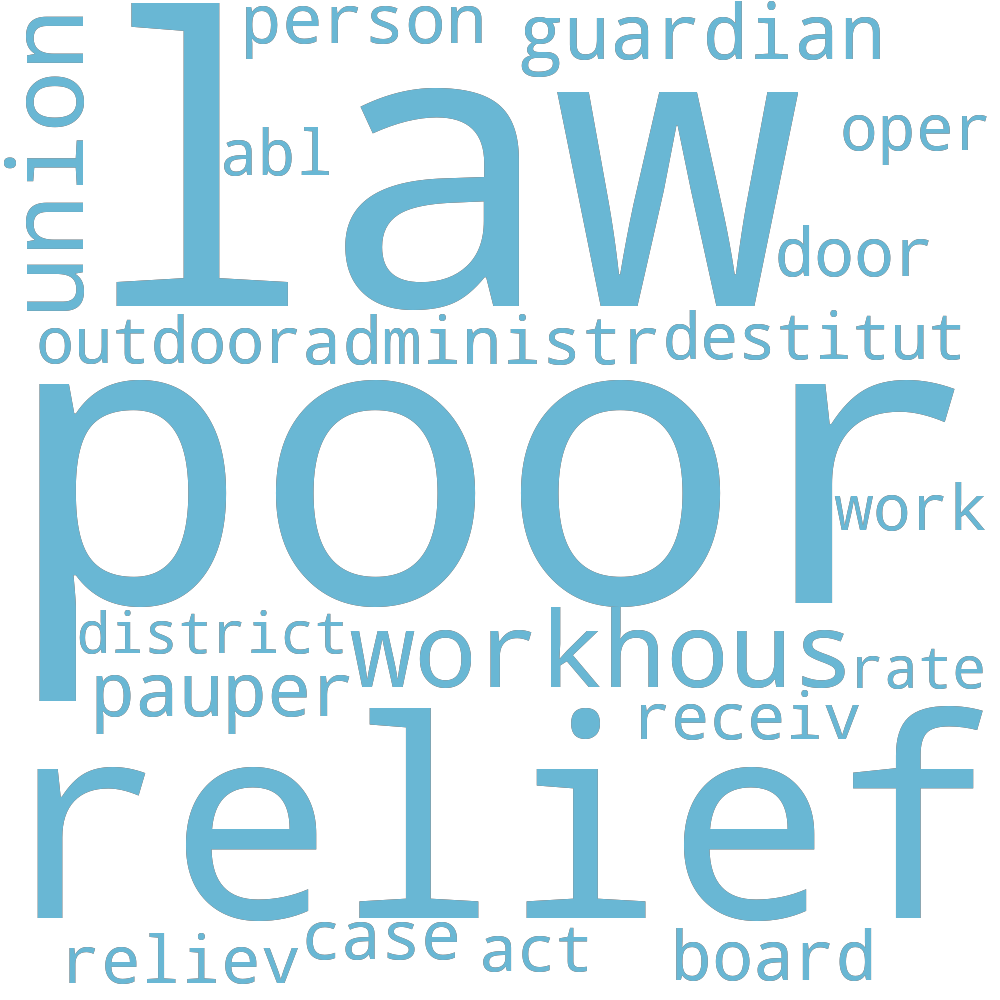 union
person
guardian
law
abl
oper
door
outdoor
administr
destitut
poor
work
district
workhous
pauper
rate
receiv
relief
reliev
case
act
board